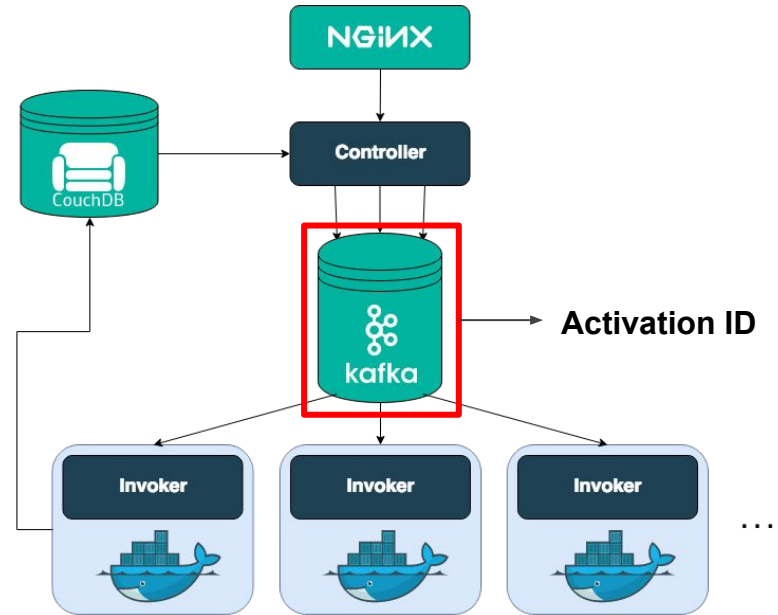 NGiNX
Controller
CouchDB
kafka
Activation ID
Invoker
Invoker
Invoker
...